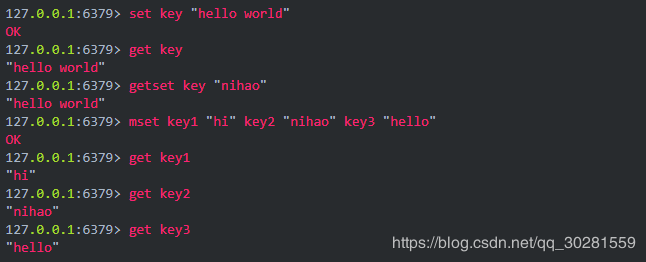 127.0.0.1:6379> set key "hello world"
OK
127.0.0.1:6379> get key
"hello world"
127.0.0.1:6379> getset key "nihao"
"hello world"
127.0.0.1:6379> mset key1 "hi" key2 "nihao" key3 "hello"
OK
127.0.0.1:6379> get key1
"hi"
127.0.0.1:6379> get key2
"nihao"
127.0.0.1:6379> get key3
"hello"
https://blog.csdn.net/qq_30281559